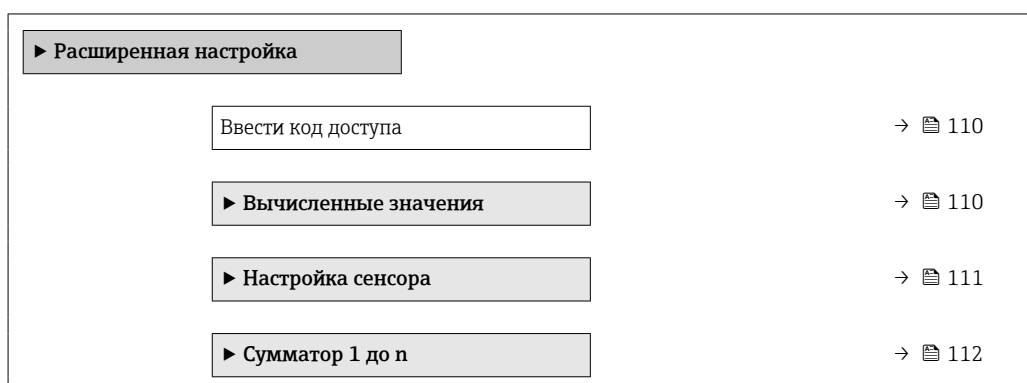 ▶ Расширенная настройка
Ввести код доступа → 110
▶ Вычисленные значения → 110
▶ Настройка сенсора → 111
▶ Сумматор 1 до n → 112